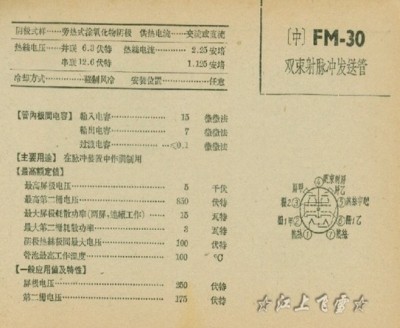 阴极式样 旁热式涂氧化物阴极 供热电流 交流或直流
热丝电压 并联 6.3 伏特 热丝电流 2.25 安培
串联 12.6 伏特 1.125 安培
冷却方式 强制风冷 安装位置 任意
〔中〕 FM-30
双束射脉冲发送管
【管内极间电容】 输入电容 15 微微法
输出电容 7 微微法
过渡电容 <0.1 微微法
【主要用途】 在脉冲装置中作调制用
【最高额定值】
最高屏极电压 5 千伏
最高第二栅电压 850 伏特
最大屏极耗散功率(两屏,连续工作) 15 瓦特
最大第二栅耗散功率 3 瓦特
阴极热丝极间最大电压 100 伏特
管泡最高工作温度 100 °C
【一般应用值及特性】
屏极电压 250 伏特
第二栅电压 175 伏特
☆江上飞雪☆